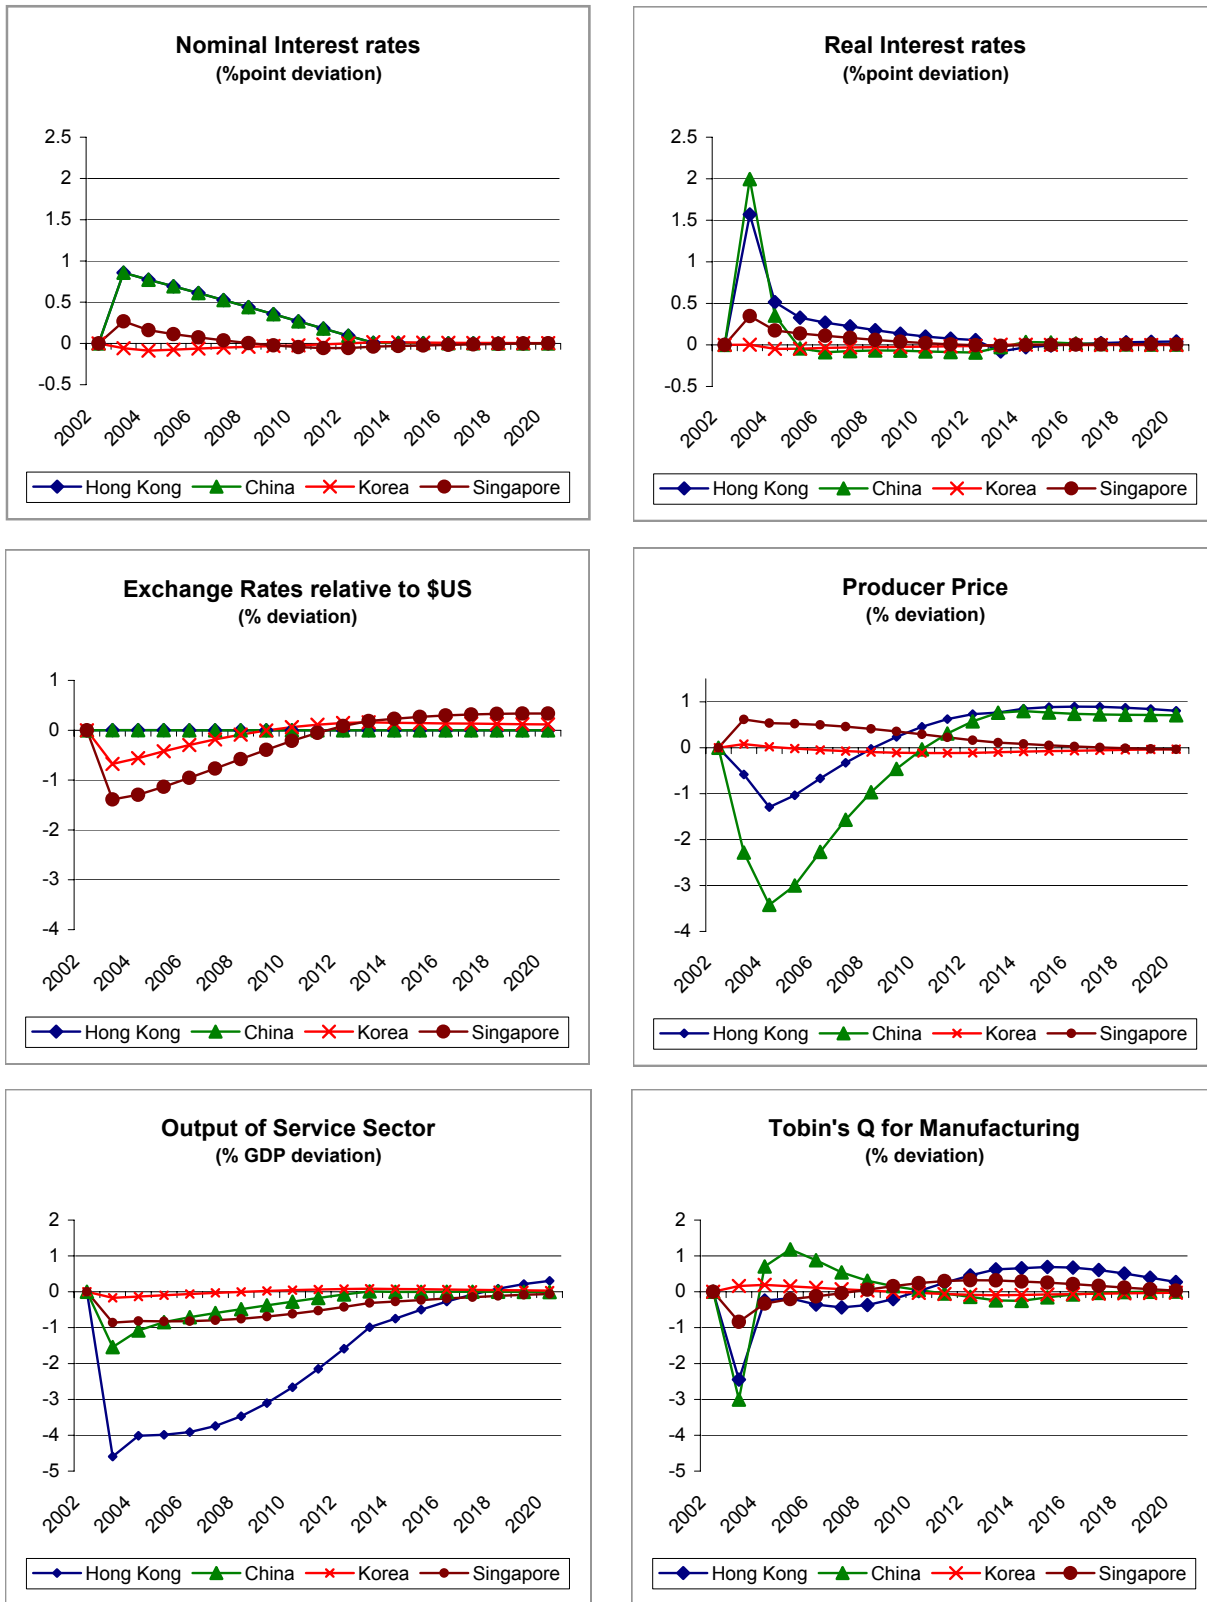 Nominal Interest rates
(%point deviation)
2.5
2
1.5
1
0.5
0
-0.5
2002 2004 2006 2008 2010 2012 2014 2016 2018 2020
Hong Kong China Korea Singapore
Real Interest rates
(%point deviation)
2.5
2
1.5
1
0.5
0
-0.5
2002 2004 2006 2008 2010 2012 2014 2016 2018 2020
Hong Kong China Korea Singapore
Exchange Rates relative to $US
(% deviation)
1
0
-1
-2
-3
-4
2002 2004 2006 2008 2010 2012 2014 2016 2018 2020
Hong Kong China Korea Singapore
Producer Price
(% deviation)
1
0
-1
-2
-3
-4
2002 2004 2006 2008 2010 2012 2014 2016 2018 2020
Hong Kong China Korea Singapore
Output of Service Sector
(% GDP deviation)
2
1
0
-1
-2
-3
-4
-5
2002 2004 2006 2008 2010 2012 2014 2016 2018 2020
Hong Kong China Korea Singapore
Tobin's Q for Manufacturing
(% deviation)
2
1
0
-1
-2
-3
-4
-5
2002 2004 2006 2008 2010 2012 2014 2016 2018 2020
Hong Kong China Korea Singapore